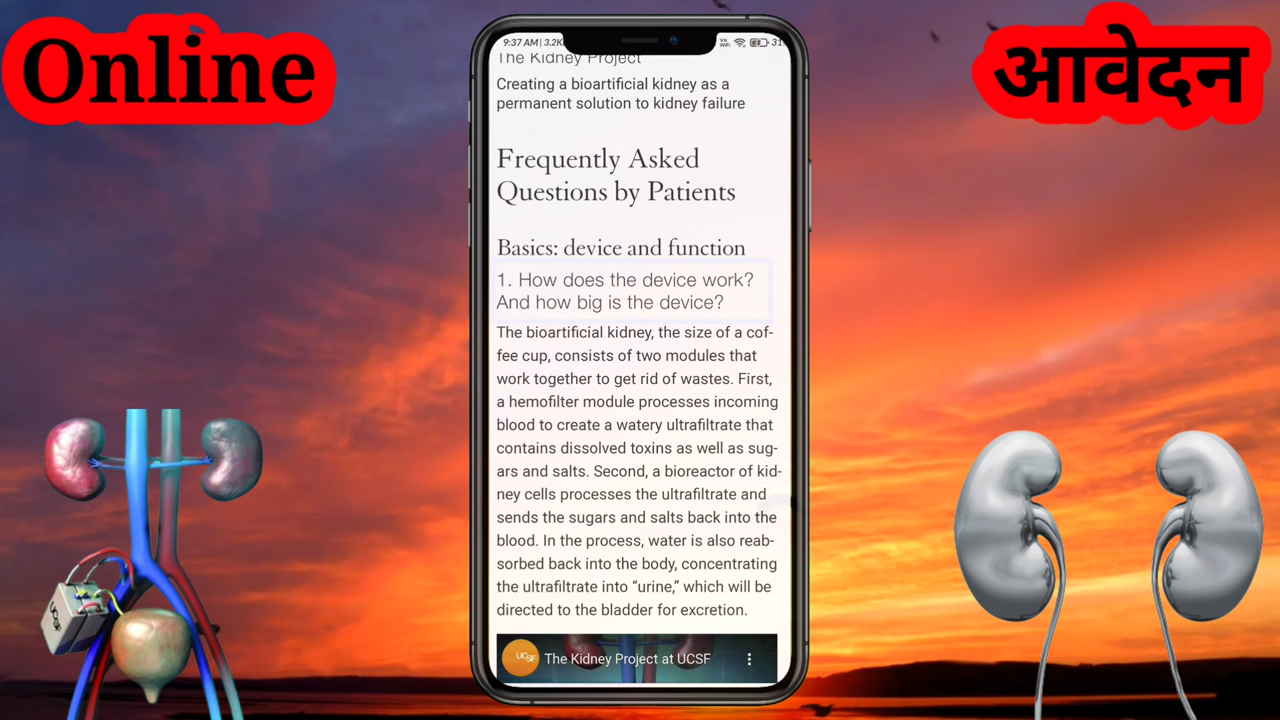 Online
आवेदन
9:37 AM | 3.2K
Vo
WiFi
31
The Kidney Project
Creating a bioartificial kidney as a
permanent solution to kidney failure
Frequently Asked
Questions by Patients
Basics: device and function
1. How does the device work?
And how big is the device?
The bioartificial kidney, the size of a cof-
fee cup, consists of two modules that
work together to get rid of wastes. First,
a hemofilter module processes incoming
blood to create a watery ultrafiltrate that
contains dissolved toxins as well as sug-
ars and salts. Second, a bioreactor of kid-
ney cells processes the ultrafiltrate and
sends the sugars and salts back into the
blood. In the process, water is also reab-
sorbed back into the body, concentrating
the ultrafiltrate into “urine,” which will be
directed to the bladder for excretion.
UCSF
The Kidney Project at UCSF
UCSF